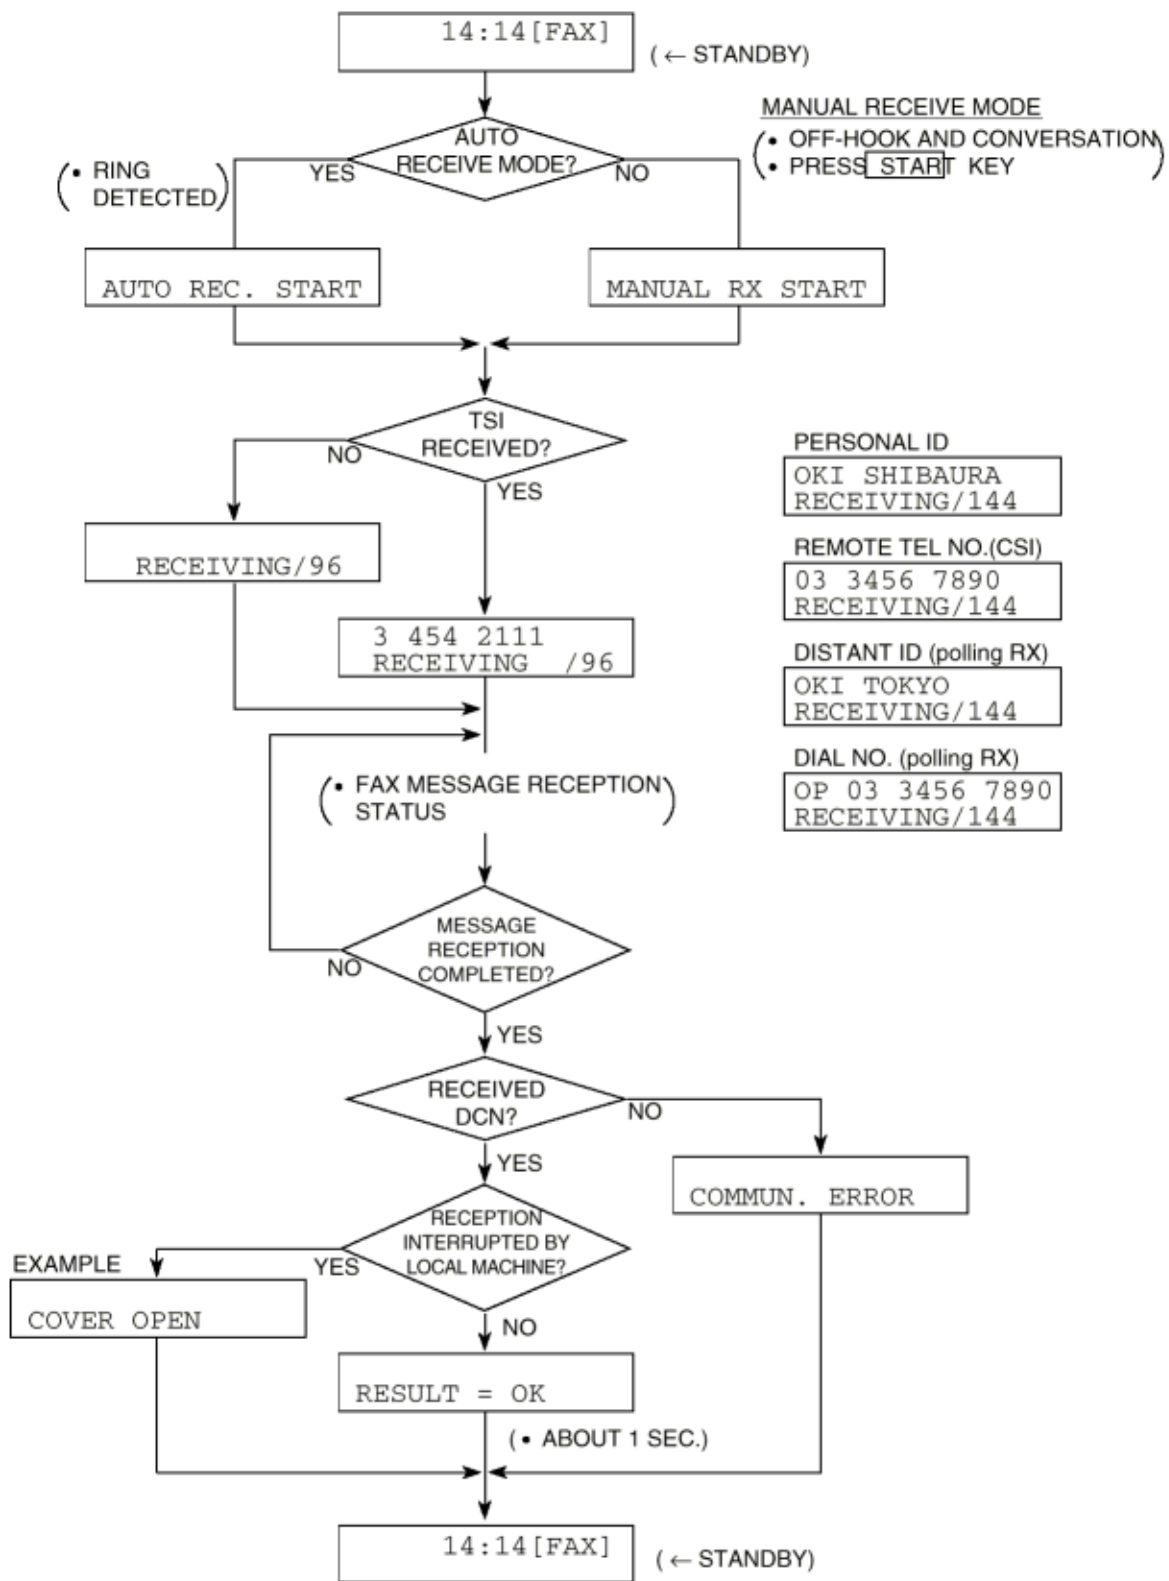 14:14[FAX]
( ← STANDBY)
AUTO
RECEIVE MODE?
YES
NO
MANUAL RECEIVE MODE
• OFF-HOOK AND CONVERSATION
• PRESS START KEY
• RING
DETECTED
AUTO REC. START
MANUAL RX START
TSI
RECEIVED?
NO
YES
RECEIVING/96
3 454 2111
RECEIVING /96
PERSONAL ID
OKI SHIBAURA
RECEIVING/144
REMOTE TEL NO.(CSI)
03 3456 7890
RECEIVING/144
DISTANT ID (polling RX)
OKI TOKYO
RECEIVING/144
DIAL NO. (polling RX)
OP 03 3456 7890
RECEIVING/144
(• FAX MESSAGE RECEPTION
STATUS)
MESSAGE
RECEPTION
COMPLETED?
NO
YES
RECEIVED
DCN?
NO
YES
COMMUN. ERROR
RECEPTION
INTERRUPTED BY
LOCAL MACHINE?
YES
NO
EXAMPLE
COVER OPEN
RESULT = OK
(• ABOUT 1 SEC.)
14:14[FAX]
( ← STANDBY)